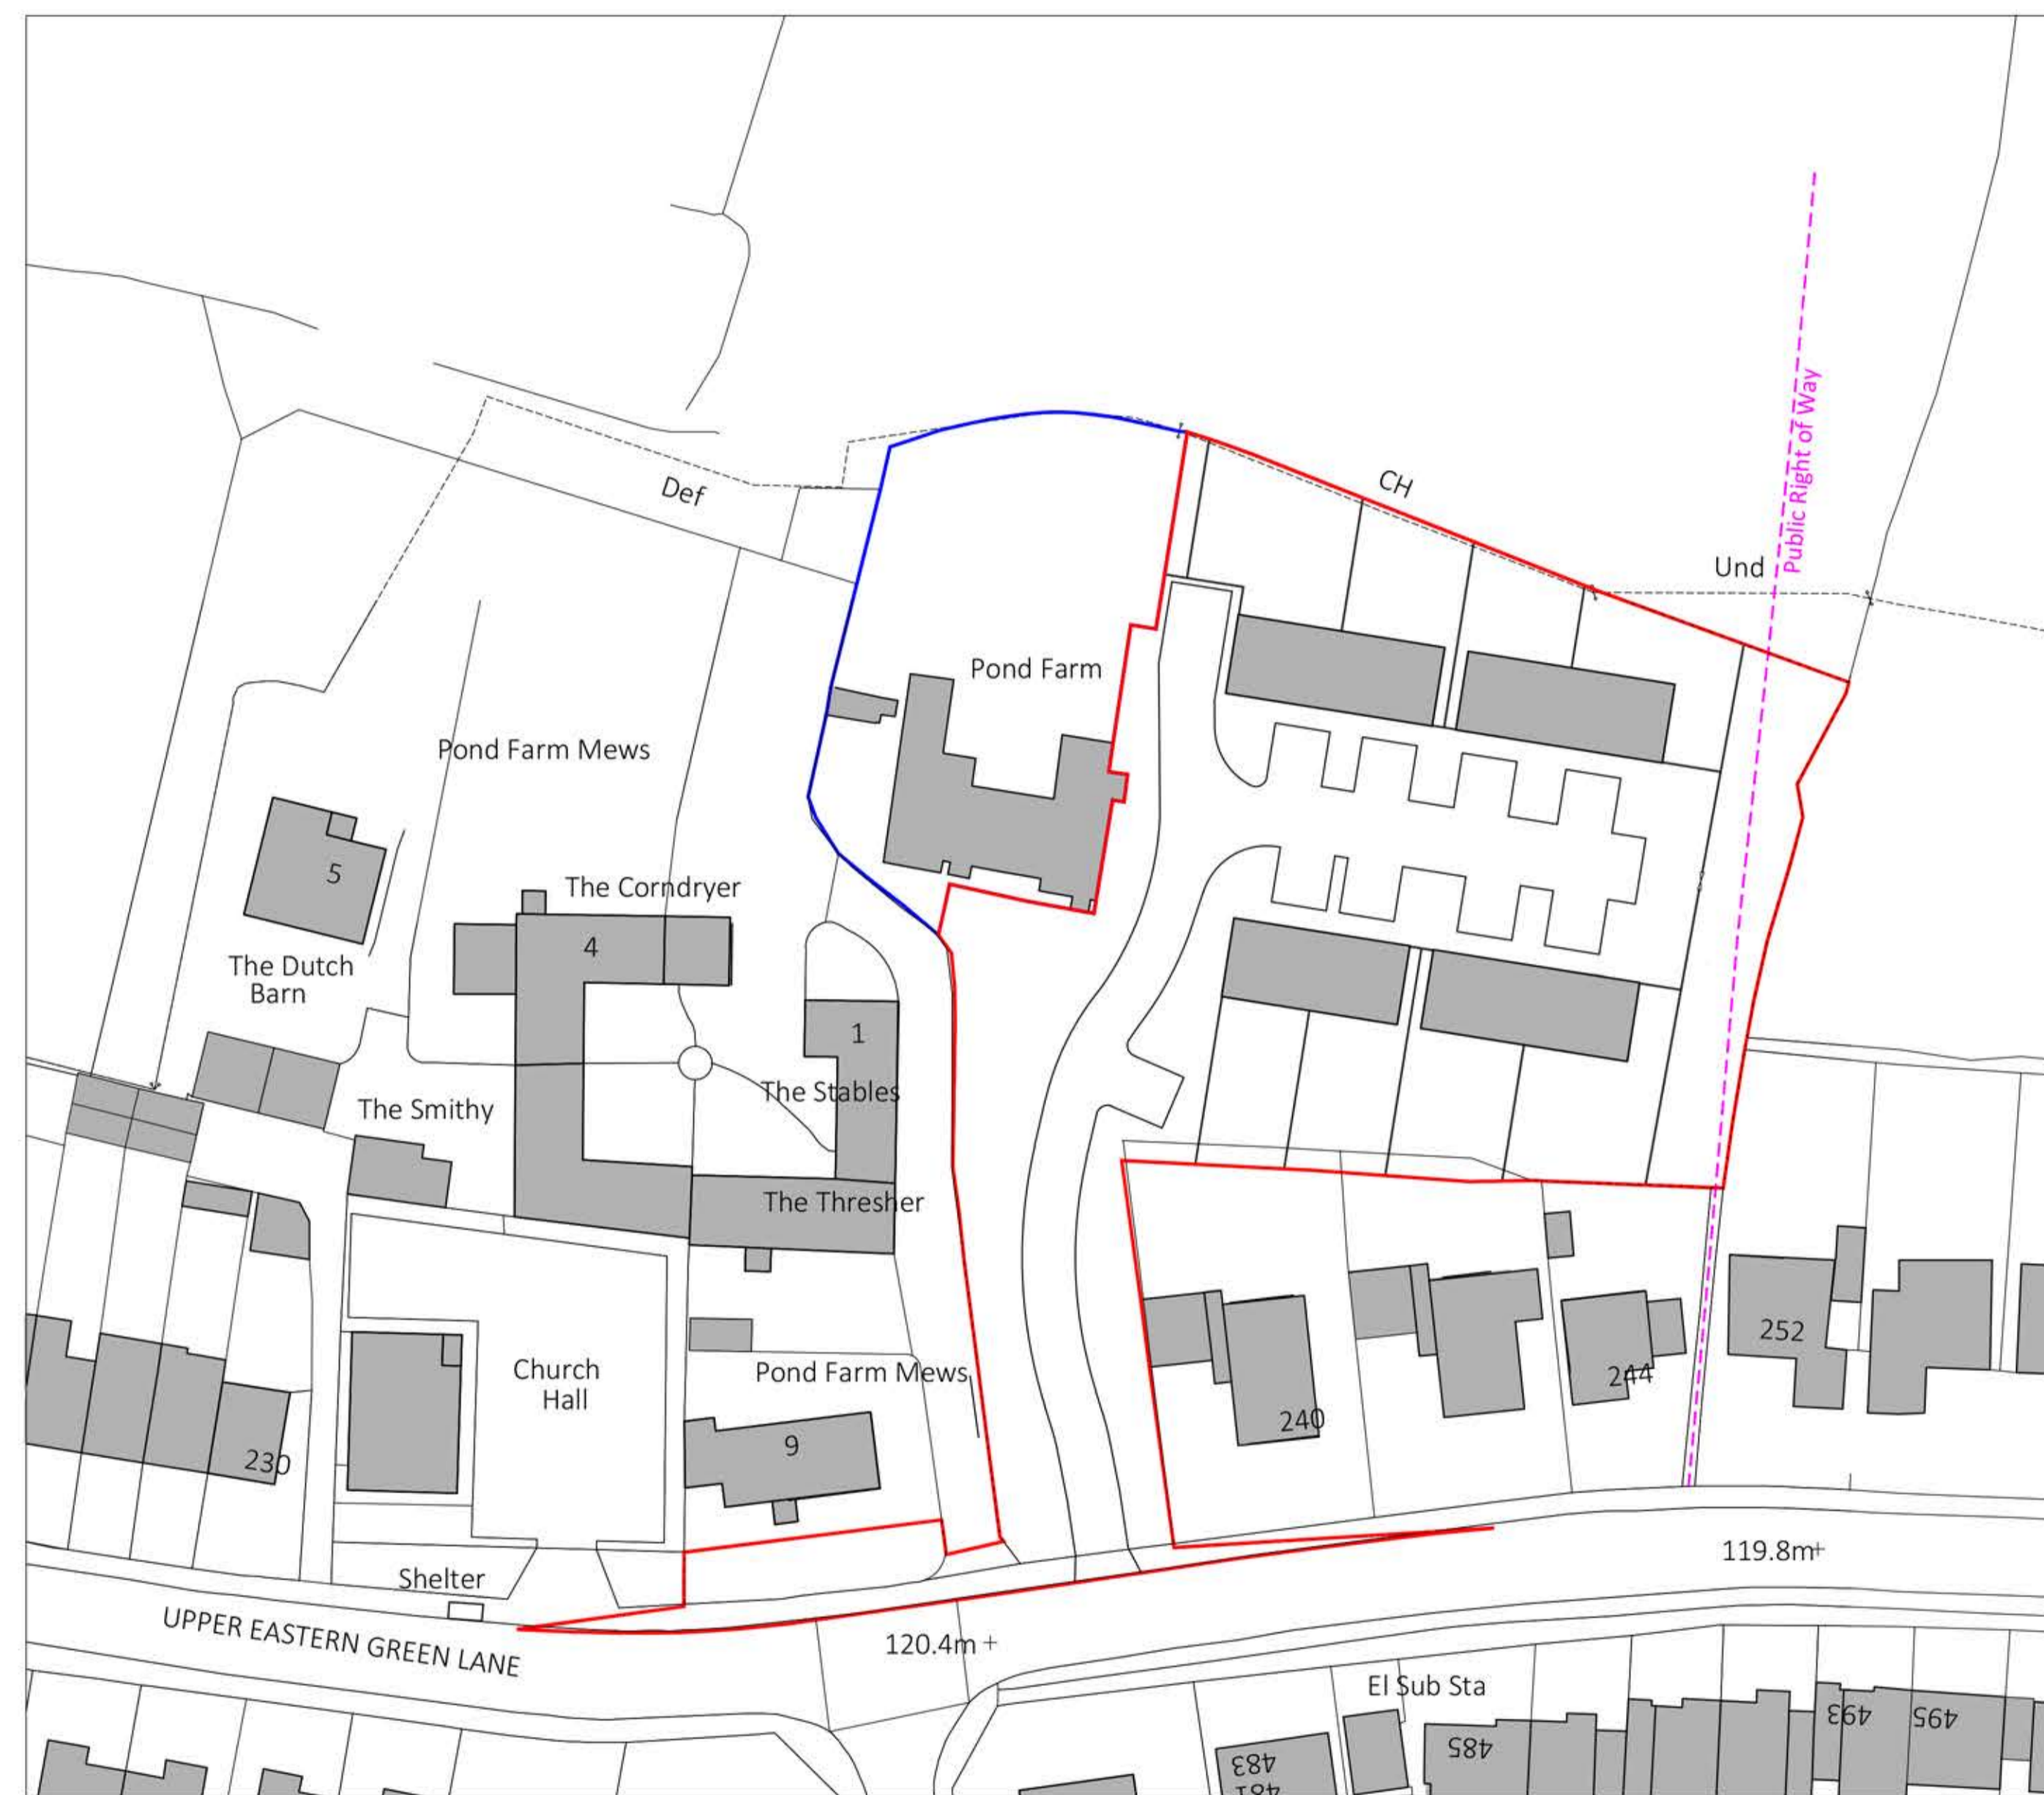 Public Right of Way
CH
Def
Und
Pond Farm
Pond Farm Mews
5
The Corndryer
4
The Dutch
Barn
1
The Stables
The Smithy
The Thresher
252
Church
Hall
Pond Farm Mews
244
240
9
230
119.8m+
Shelter
UPPER EASTERN GREEN LANE
120.4m +
El Sub Sta
493
495
485
483
481